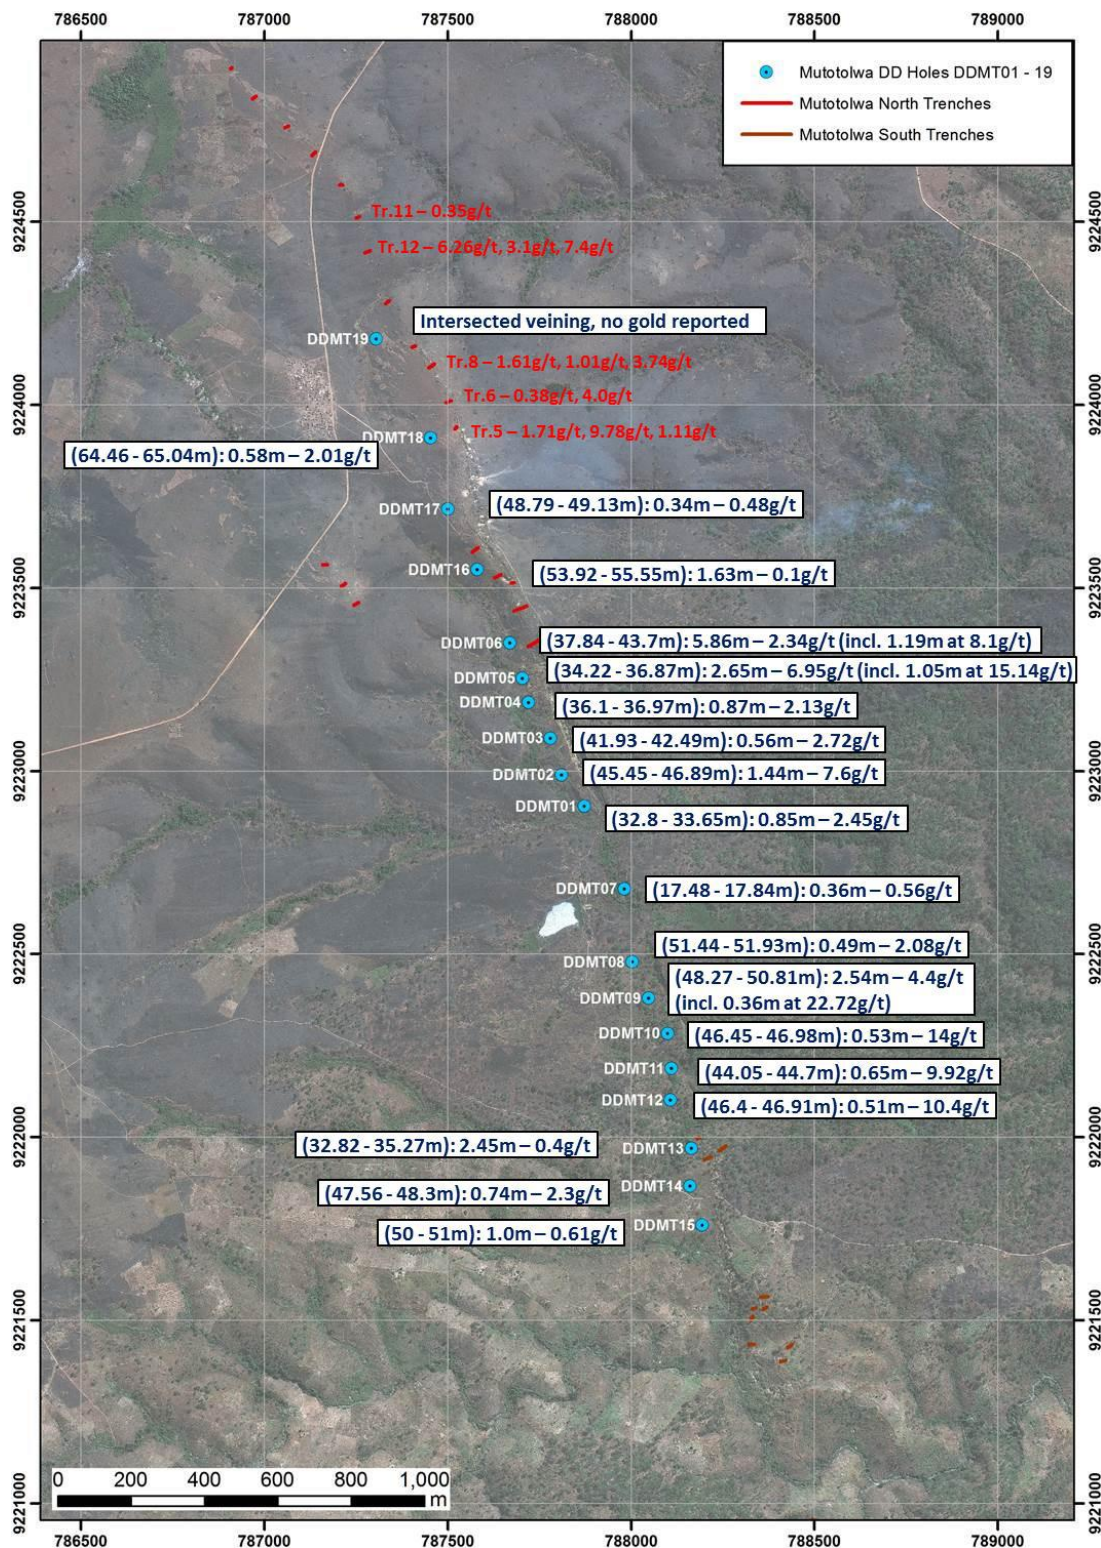 786500 787000 787500 788000 788500 789000
Mutotolwa DD Holes DDMT01 - 19
Mutotolwa North Trenches
Mutotolwa South Trenches
9224500 9224500
Tr.11 – 0.35g/t
Tr.12 – 6.26g/t, 3.1g/t, 7.4g/t
Intersected veining, no gold reported
DDMT19
Tr.8 – 1.61g/t, 1.01g/t, 3.74g/t
9224000 9224000
Tr.6 – 0.38g/t, 4.0g/t
Tr.5 – 1.71g/t, 9.78g/t, 1.11g/t
DDMT18
(64.46 - 65.04m): 0.58m – 2.01g/t
DDMT17
(48.79 - 49.13m): 0.34m – 0.48g/t
9223500 9223500
DDMT16
(53.92 - 55.55m): 1.63m – 0.1g/t
DDMT06
(37.84 - 43.7m): 5.86m – 2.34g/t (incl. 1.19m at 8.1g/t)
DDMT05
(34.22 - 36.87m): 2.65m – 6.95g/t (incl. 1.05m at 15.14g/t)
DDMT04
(36.1 - 36.97m): 0.87m – 2.13g/t
DDMT03
(41.93 - 42.49m): 0.56m – 2.72g/t
9223000 9223000
DDMT02
(45.45 - 46.89m): 1.44m – 7.6g/t
DDMT01
(32.8 - 33.65m): 0.85m – 2.45g/t
DDMT07
(17.48 - 17.84m): 0.36m – 0.56g/t
9222500 9222500
DDMT08
(51.44 - 51.93m): 0.49m – 2.08g/t
DDMT09
(48.27 - 50.81m): 2.54m – 4.4g/t
(incl. 0.36m at 22.72g/t)
DDMT10
(46.45 - 46.98m): 0.53m – 14g/t
DDMT11
(44.05 - 44.7m): 0.65m – 9.92g/t
DDMT12
(46.4 - 46.91m): 0.51m – 10.4g/t
9222000 9222000
(32.82 - 35.27m): 2.45m – 0.4g/t
DDMT13
(47.56 - 48.3m): 0.74m – 2.3g/t
DDMT14
(50 - 51m): 1.0m – 0.61g/t
DDMT15
9221500 9221500
0 200 400 600 800 1,000
m
9221000 9221000
786500 787000 787500 788000 788500 789000